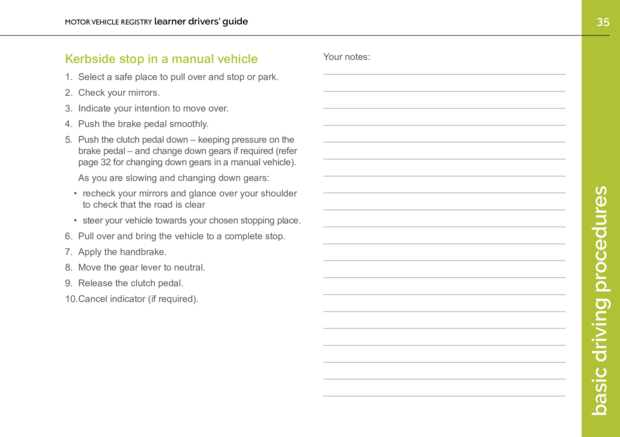 MOTOR VEHICLE REGISTRY learner drivers' guide
35
Kerbside stop in a manual vehicle
1. Select a safe place to pull over and stop or park.
2. Check your mirrors.
3. Indicate your intention to move over.
4. Push the brake pedal smoothly.
5. Push the clutch pedal down – keeping pressure on the
brake pedal – and change down gears if required (refer
page 32 for changing down gears in a manual vehicle).
As you are slowing and changing down gears:
• recheck your mirrors and glance over your shoulder
to check that the road is clear
• steer your vehicle towards your chosen stopping place.
6. Pull over and bring the vehicle to a complete stop.
7. Apply the handbrake.
8. Move the gear lever to neutral.
9. Release the clutch pedal.
10.Cancel indicator (if required).
Your notes:
basic driving procedures